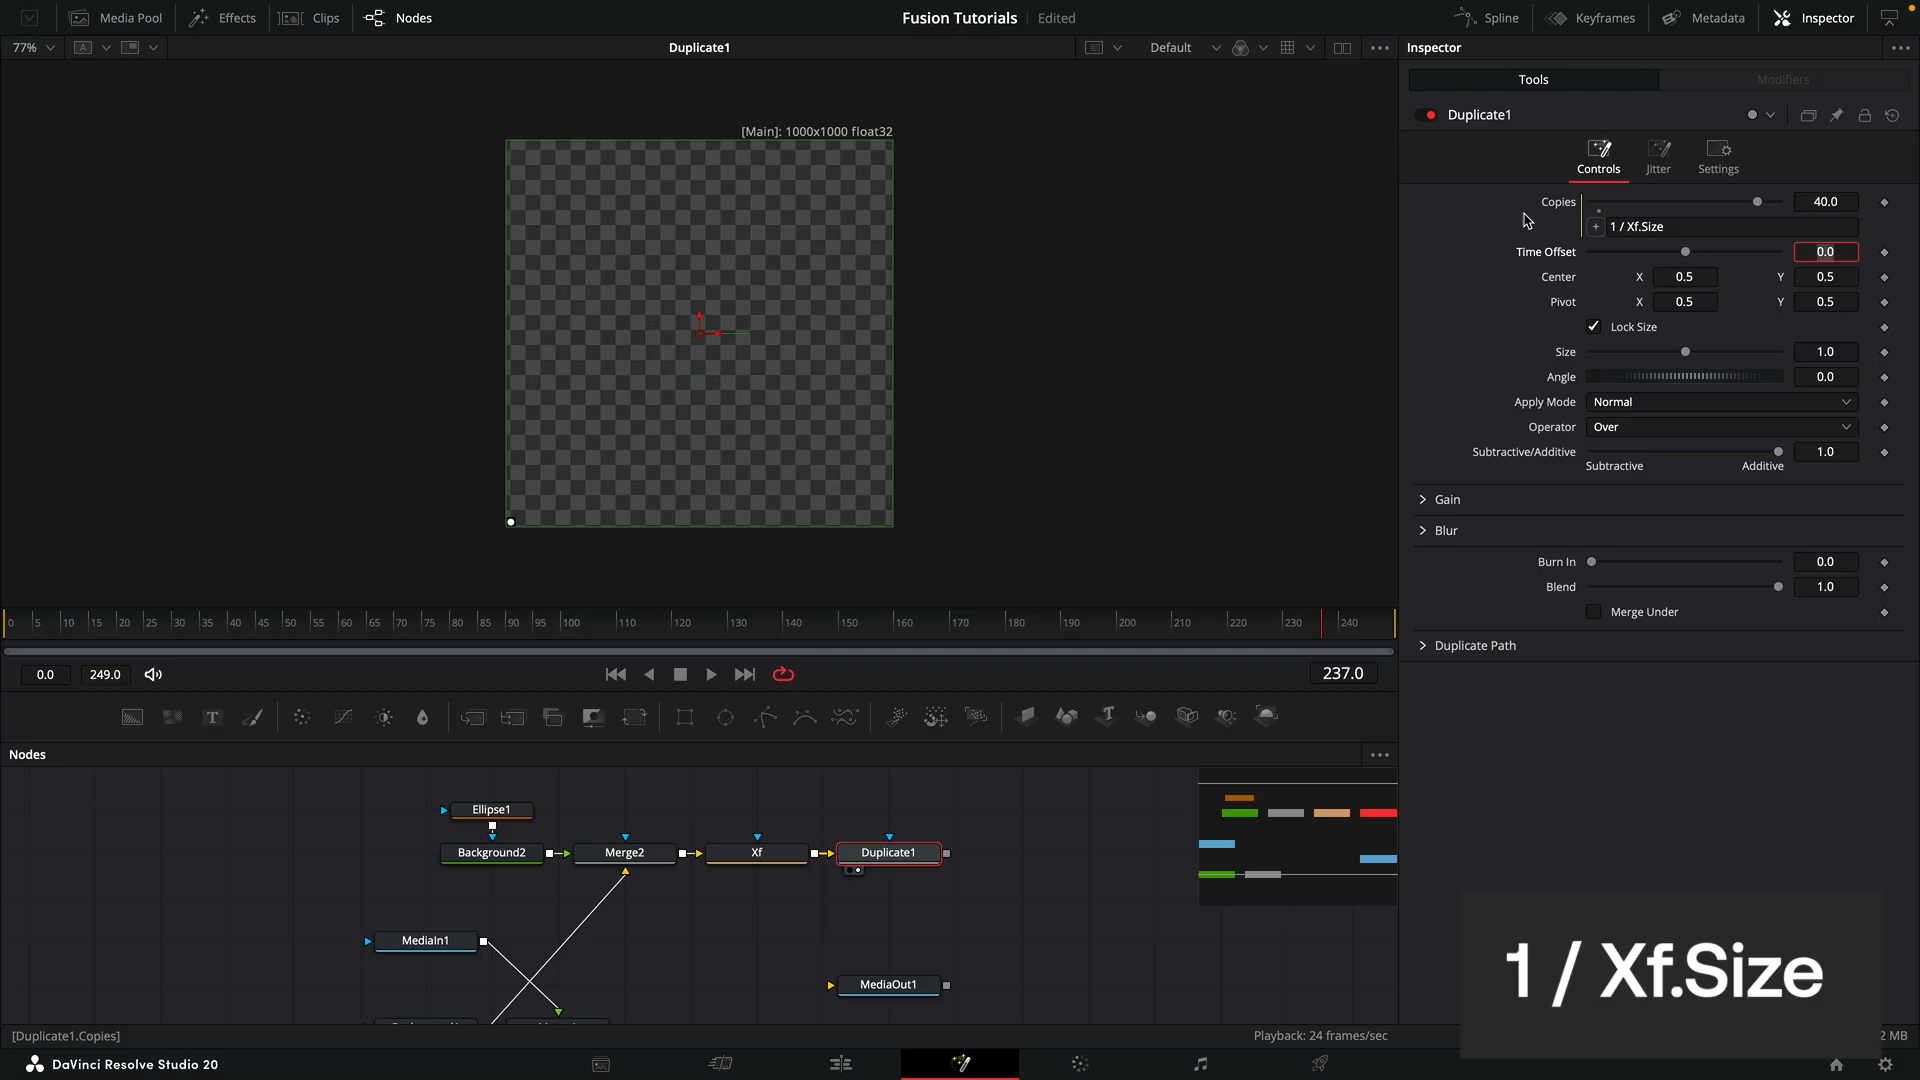 Media Pool
Effects
Clips
Nodes
Fusion Tutorials
Edited
Spline
Keyframes
Metadata
Inspector
77%
A
Duplicate1
Default
Inspector
Tools
Modifiers
Duplicate1
[Main]: 1000x1000 float32
Controls
Jitter
Settings
Copies
40.0
+
1 / Xf.Size
Time Offset
0.0
Center
X
0.5
Y
0.5
Pivot
X
0.5
Y
0.5
Lock Size
Size
1.0
Angle
0.0
Apply Mode
Normal
Operator
Over
Subtractive/Additive
1.0
Subtractive
Additive
Gain
Blur
Burn In
0.0
Blend
1.0
Merge Under
Duplicate Path
0 5 10 15 20 25 30 35 40 45 50 55 60 65 70 75 80 85 90 95 100 110 120 130 140 150 160 170 180 190 200 210 220 230 240
0.0
249.0
237.0
T
T
Nodes
Ellipse1
Background2
Merge2
Xf
Duplicate1
MediaIn1
MediaOut1
1 / Xf.Size
[Duplicate1.Copies]
Playback: 24 frames/sec
2 MB
DaVinci Resolve Studio 20